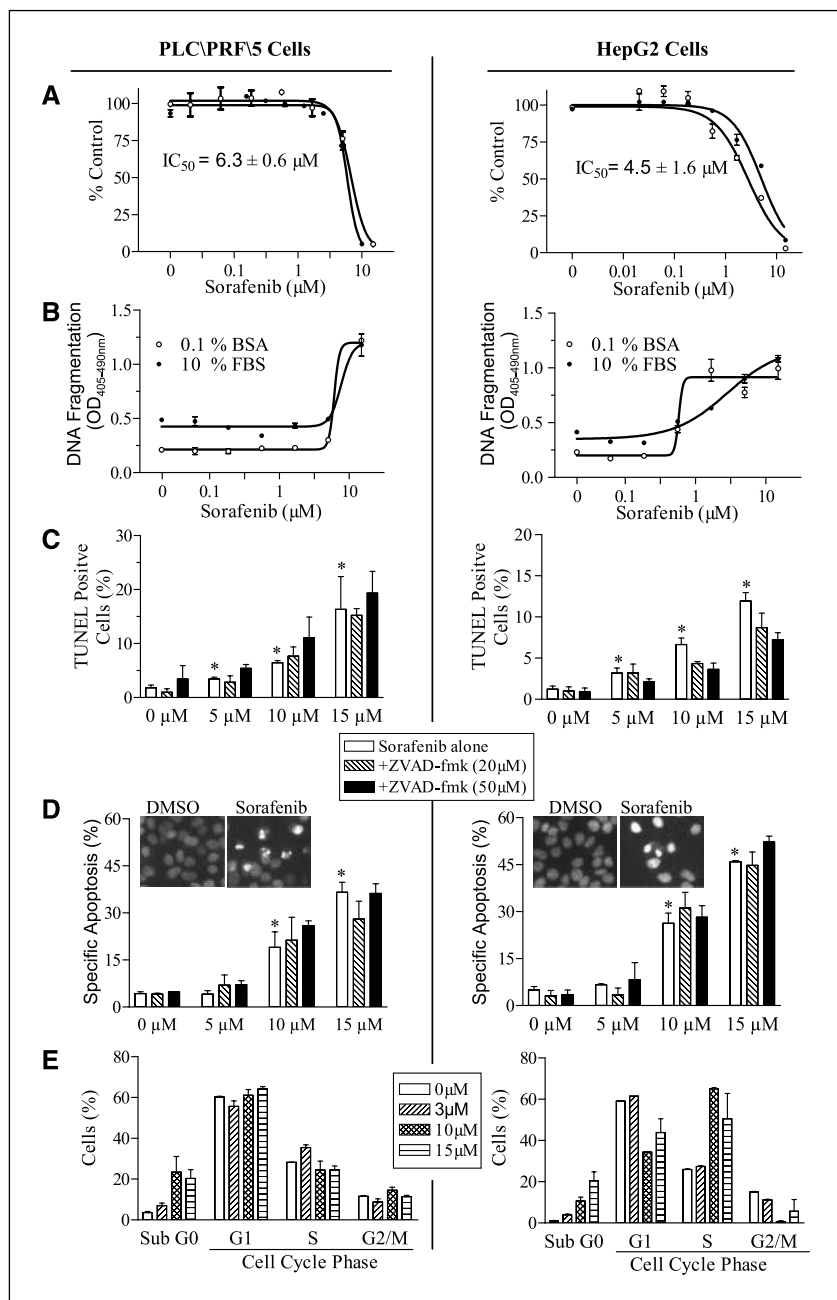 PLC\PRF\5 Cells
HepG2 Cells
A
% Control
100
75
50
25
0
IC50 = 6.3 ± 0.6 µM
0 0.1 1 10
Sorafenib (µM)
% Control
100
75
50
25
0
IC50 = 4.5 ± 1.6 µM
0 0.01 0.1 1 10
Sorafenib (µM)
B
DNA Fragmentation
(OD405-490nm)
1.5
1.0
0.5
0.0
0.1 % BSA
10 % FBS
0 0.1 1 10
Sorafenib (µM)
DNA Fragmentation
(OD405-490nm)
1.5
1.0
0.5
0.0
0.1 % BSA
10 % FBS
0 0.1 1 10
Sorafenib (µM)
C
TUNEL Positve
Cells (%)
30
20
10
0
* * *
0 µM 5 µM 10 µM 15 µM
TUNEL Positve
Cells (%)
20
15
10
5
0
* * *
0 µM 5 µM 10 µM 15 µM
Sorafenib alone
+ZVAD-fmk (20µM)
+ZVAD-fmk (50µM)
D
Specific Apoptosis (%)
60
45
30
15
0
DMSO Sorafenib
* *
0 µM 5 µM 10 µM 15 µM
Specific Apoptosis (%)
60
45
30
15
0
DMSO Sorafenib
* *
0 µM 5 µM 10 µM 15 µM
E
Cells (%)
80
60
40
20
0
Sub G0 G1 S G2/M
Cell Cycle Phase
0µM
3µM
10µM
15µM
Cells (%)
80
60
40
20
0
Sub G0 G1 S G2/M
Cell Cycle Phase